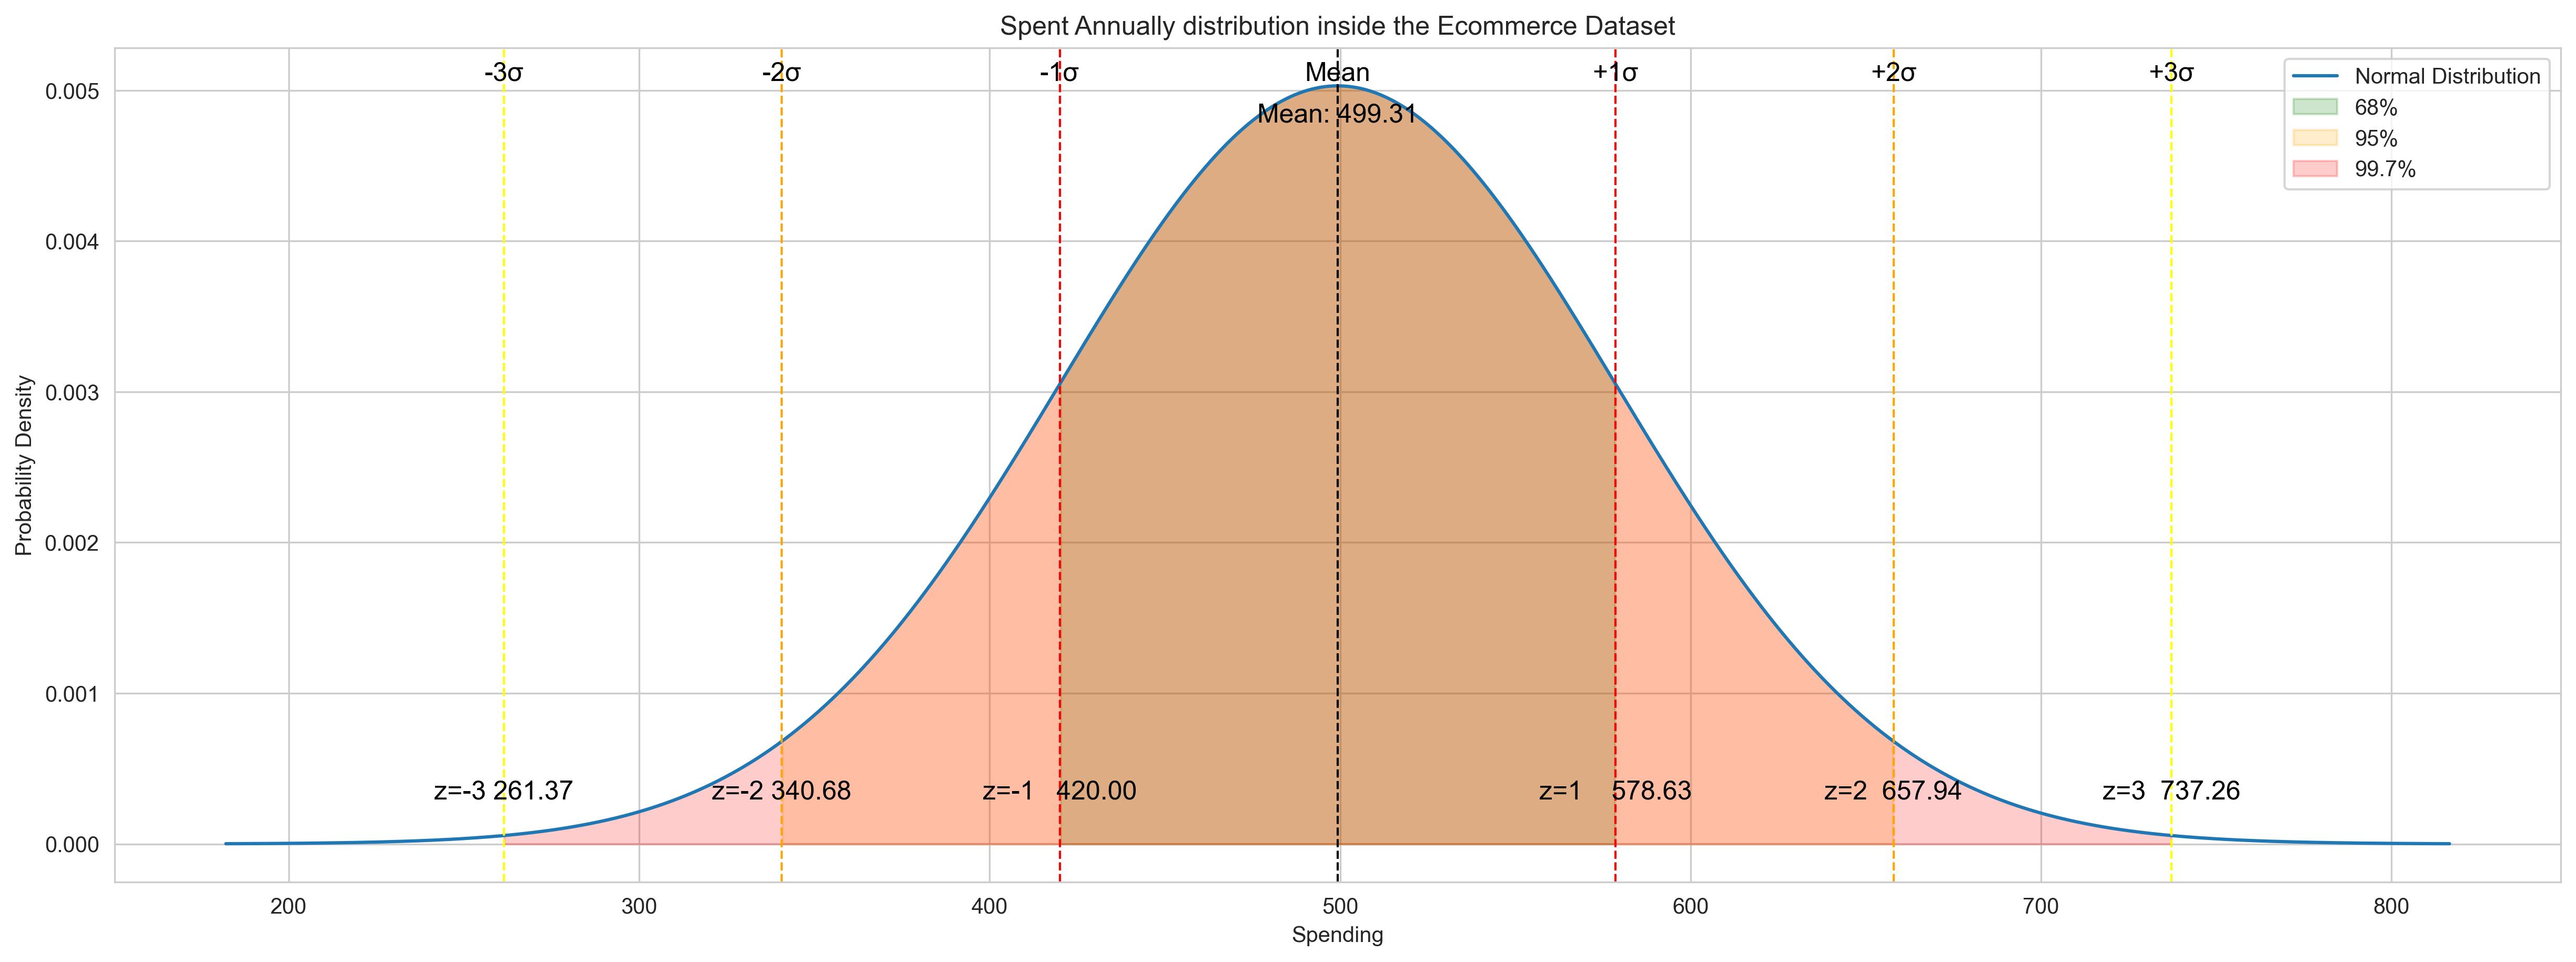 Spent Annually distribution inside the Ecommerce Dataset
-3σ
-2σ
-1σ
Mean
+1σ
+2σ
+3σ
Normal Distribution
68%
95%
99.7%
Mean: 499.31
Probability Density
0.005
0.004
0.003
0.002
0.001
0.000
z=-3 261.37
z=-2 340.68
z=-1 420.00
z=1 578.63
z=2 657.94
z=3 737.26
200
300
400
500
600
700
800
Spending